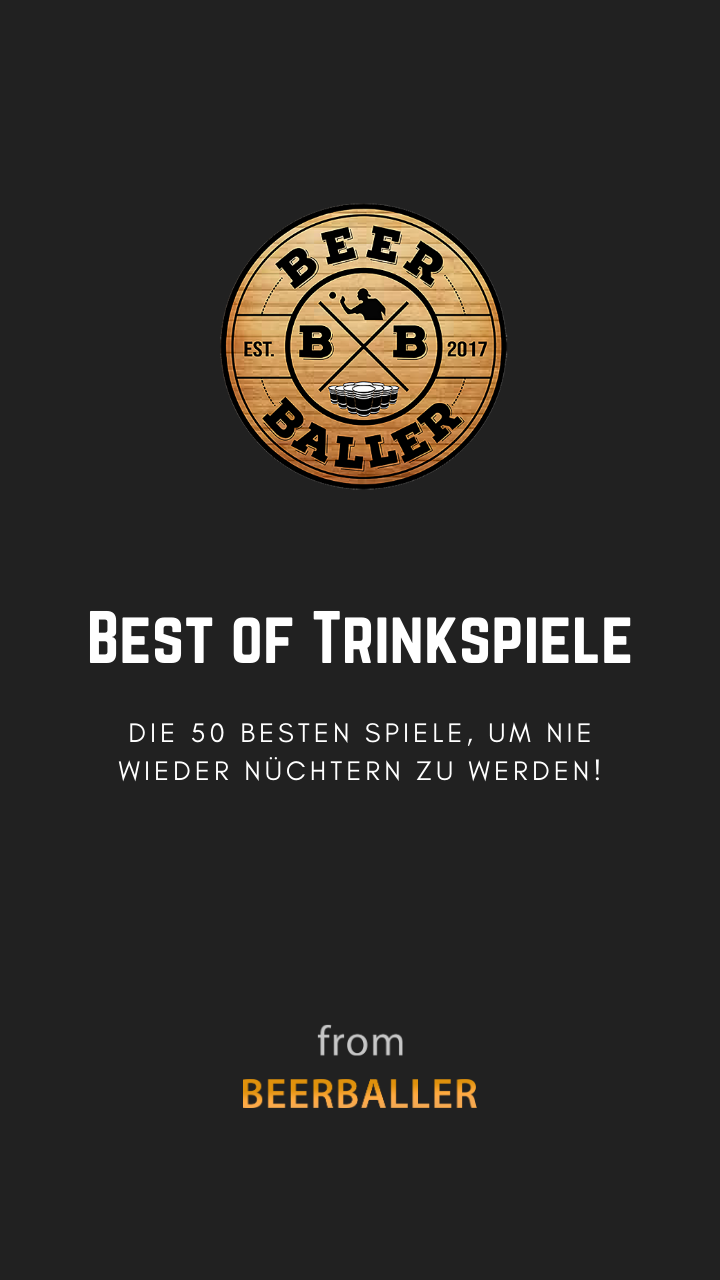 BEER
B B
EST. 2017
BALLER
Best of Trinkspiele
DIE 50 BESTEN SPIELE, UM NIE
WIEDER NÜCHTERN ZU WERDEN!
from
BEERBALLER